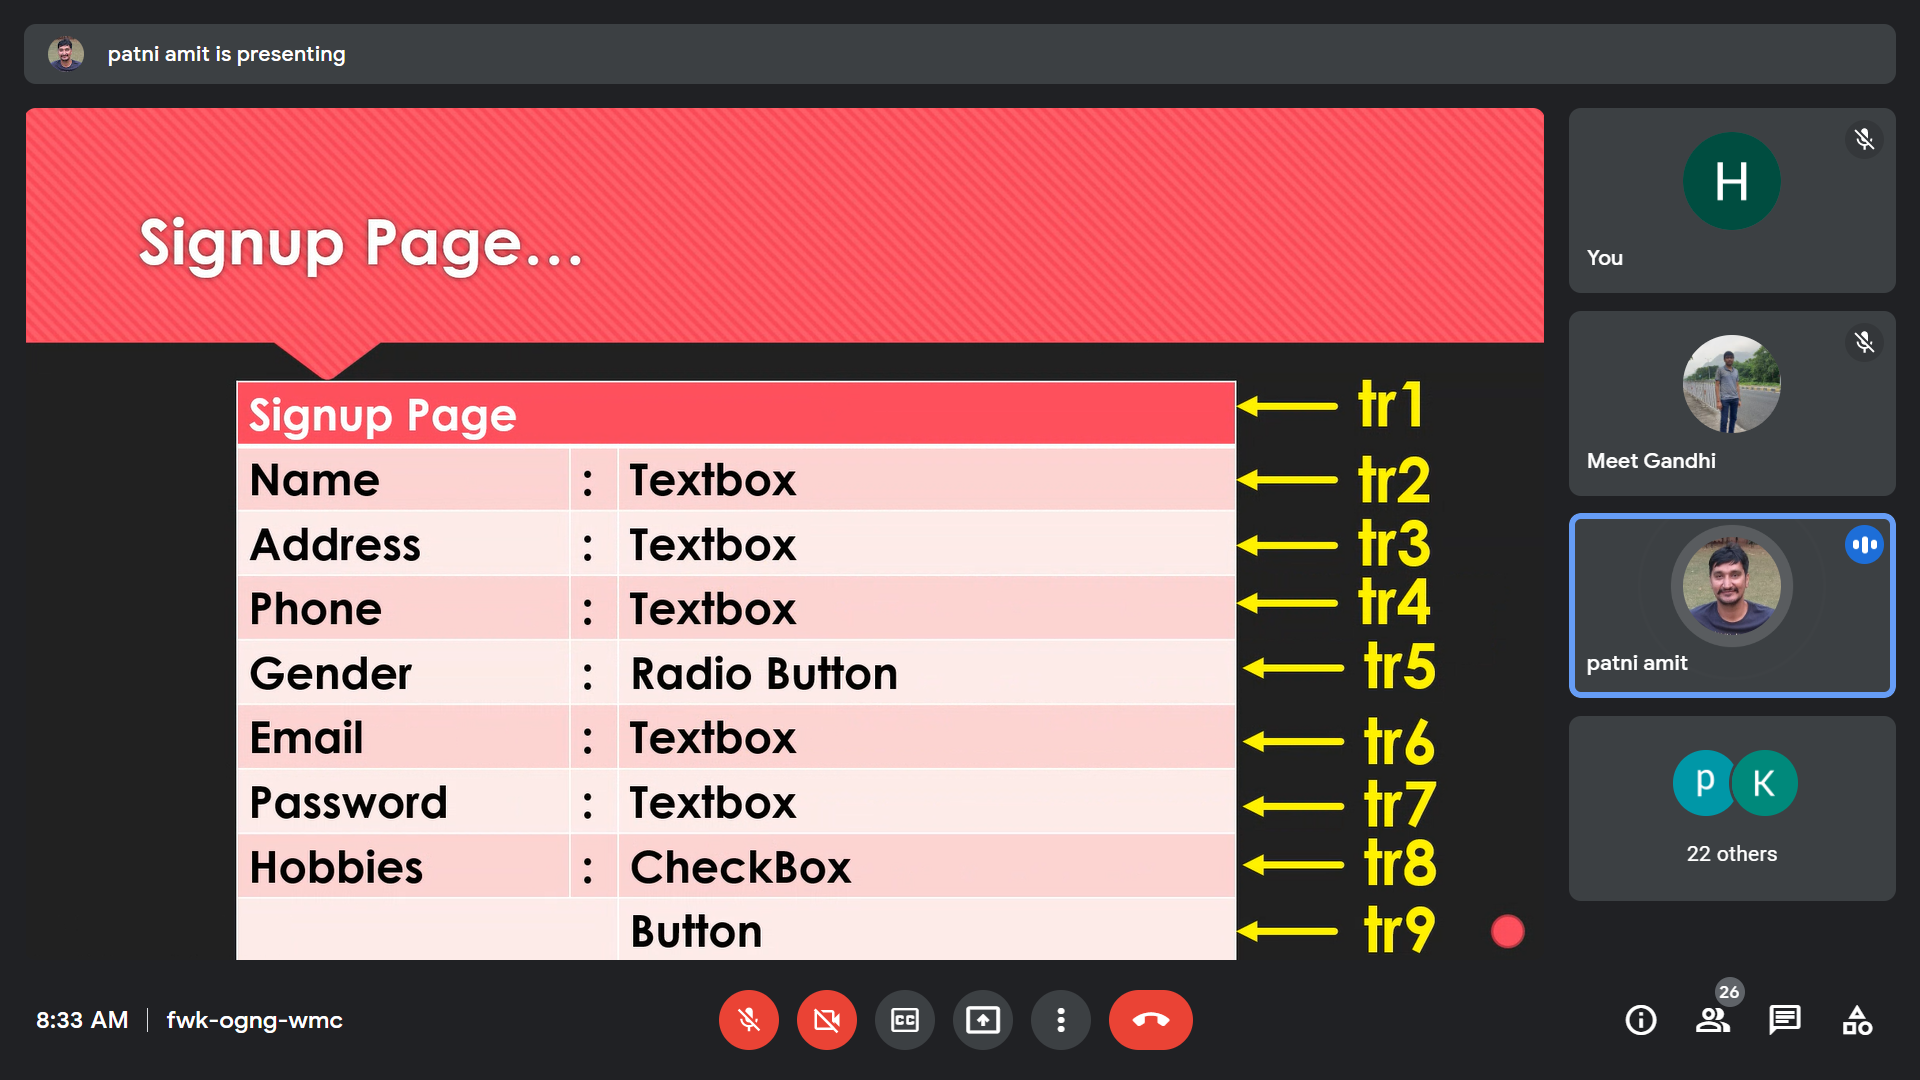 patni amit is presenting
Signup Page...
Signup Page
tr1
Name : Textbox
tr2
Address : Textbox
tr3
Phone : Textbox
tr4
Gender : Radio Button
tr5
Email : Textbox
tr6
Password : Textbox
tr7
Hobbies : CheckBox
tr8
Button
tr9
H
You
Meet Gandhi
patni amit
p K
22 others
8:33 AM | fwk-ogng-wmc
CC
26